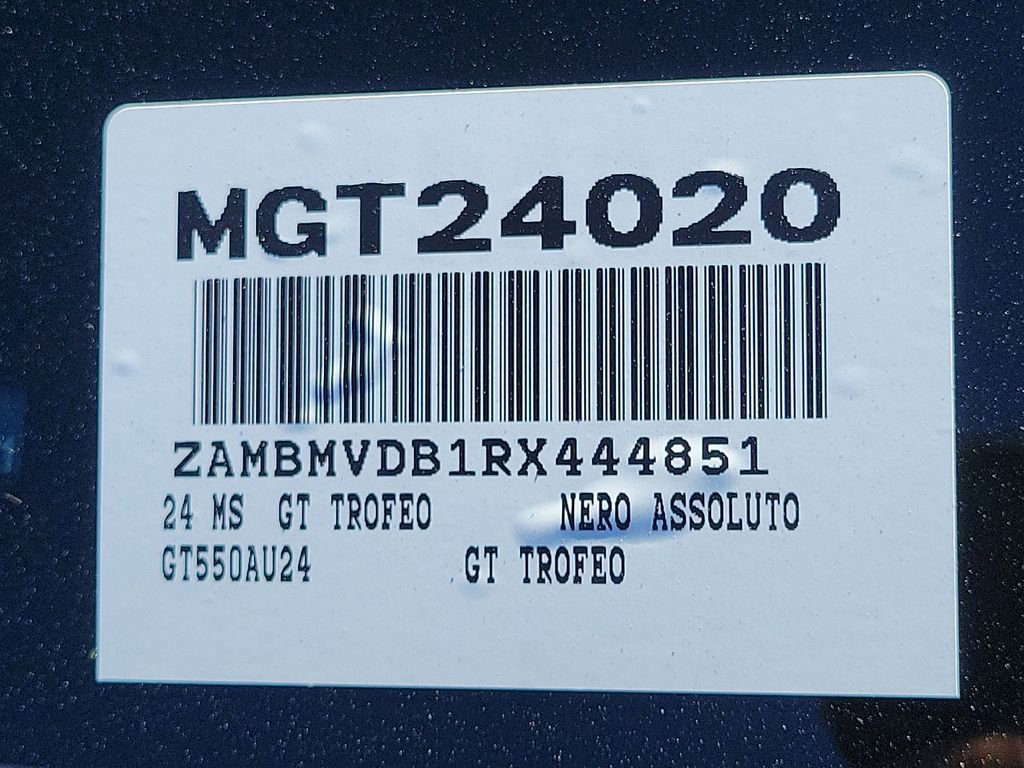 MGT24020
ZAMBMVDB1RX444851
24 MS GT TROFEO NERO ASSOLUTO
GT550AU24 GT TROFEO